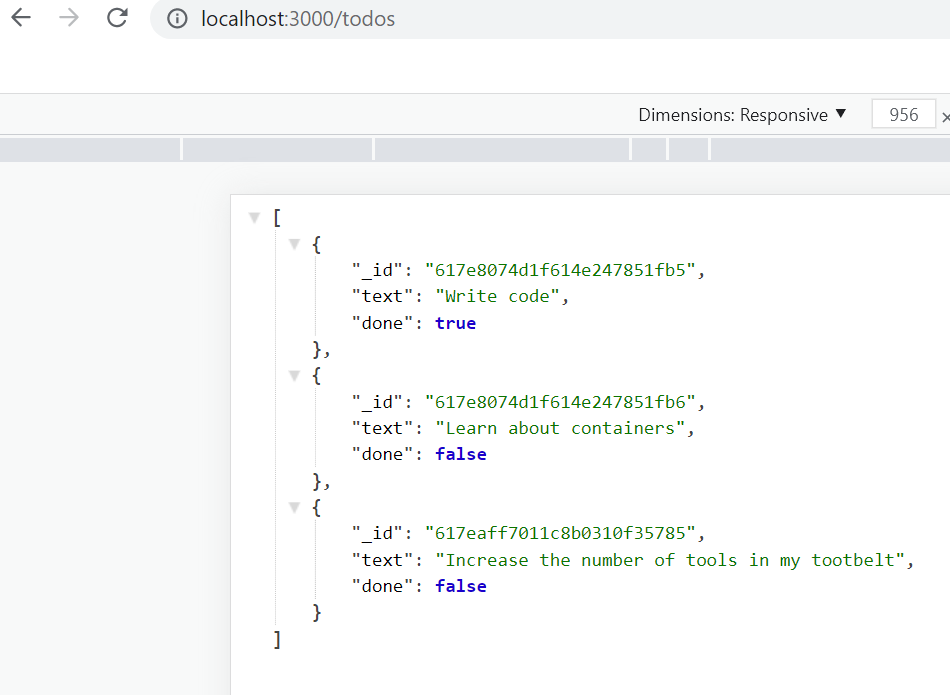 localhost:3000/todos
Dimensions: Responsive ▼ 956 ×
[
{
"_id": "617e8074d1f614e247851fb5",
"text": "Write code",
"done": true
},
{
"_id": "617e8074d1f614e247851fb6",
"text": "Learn about containers",
"done": false
},
{
"_id": "617eaff7011c8b0310f35785",
"text": "Increase the number of tools in my tootbelt",
"done": false
}
]